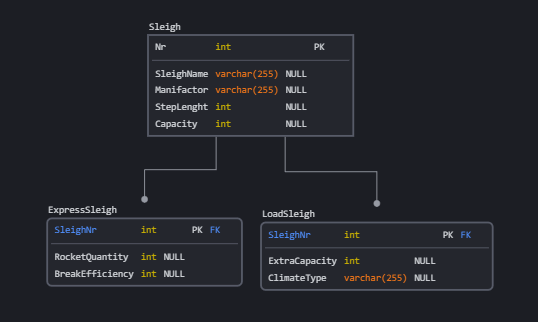 Sleigh
Nr int PK
SleighName varchar(255) NULL
Manifactor varchar(255) NULL
StepLenght int NULL
Capacity int NULL
ExpressSleigh
SleighNr int PK FK
RocketQuantity int NULL
BreakEfficiency int NULL
LoadSleigh
SleighNr int PK FK
ExtraCapacity int NULL
ClimateType varchar(255) NULL